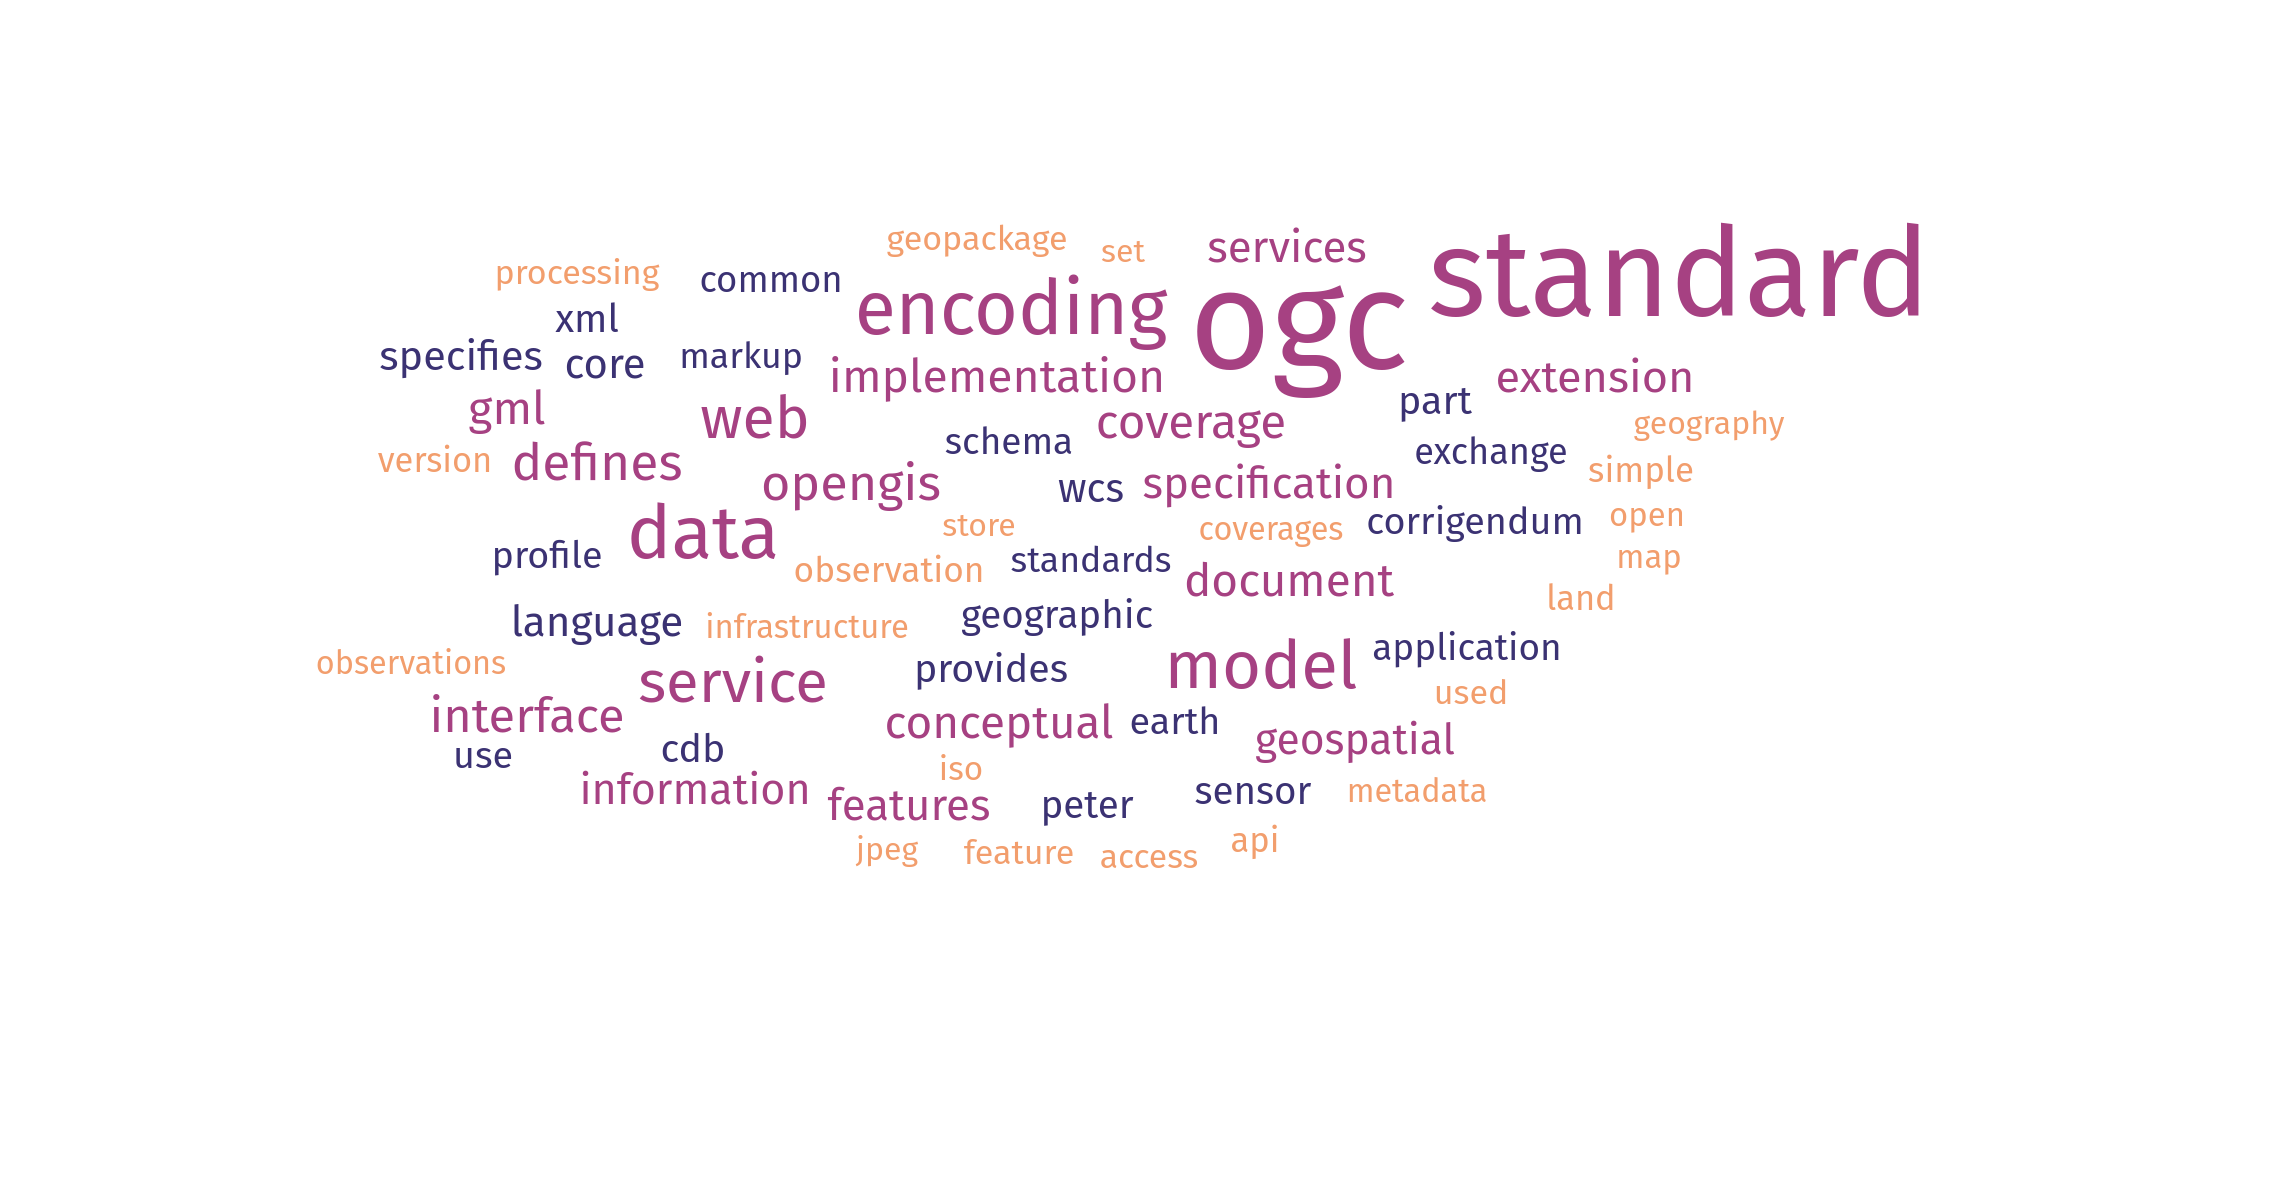 geopackage set services standard
processing common encoding ogc
xml
specifies core markup implementation extension
gml web coverage part geography
version defines schema exchange simple
opengis wcs specification
data store coverages corrigendum open
profile observation standards document map
land
language infrastructure geographic
observations service provides model application
interface conceptual earth used
use cdb geospatial
information iso sensor metadata
features peter
jpeg feature access api